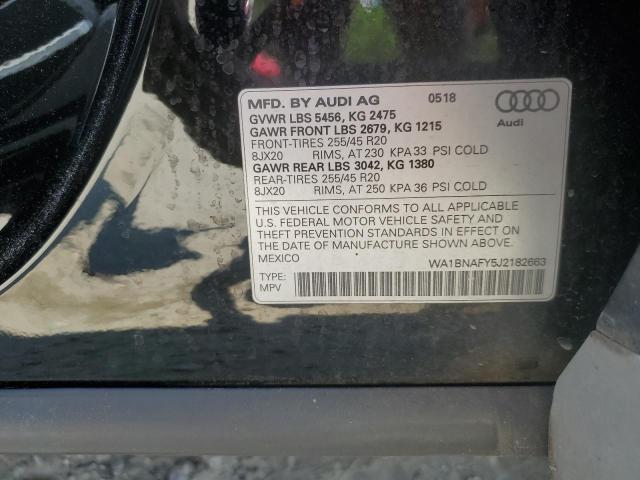 MFD. BY AUDI AG 0518
GVWR LBS 5456, KG 2475
GAWR FRONT LBS 2679, KG 1215
FRONT-TIRES 255/45 R20
8JX20 RIMS, AT 230 KPA 33 PSI COLD
GAWR REAR LBS 3042, KG 1380
REAR-TIRES 255/45 R20
8JX20 RIMS, AT 250 KPA 36 PSI COLD
Audi
THIS VEHICLE CONFORMS TO ALL APPLICABLE
U.S. FEDERAL MOTOR VEHICLE SAFETY AND
THEFT PREVENTION STANDARDS IN EFFECT ON
THE DATE OF MANUFACTURE SHOWN ABOVE.
MEXICO WA1BNAFY5J2182663
TYPE:
MPV